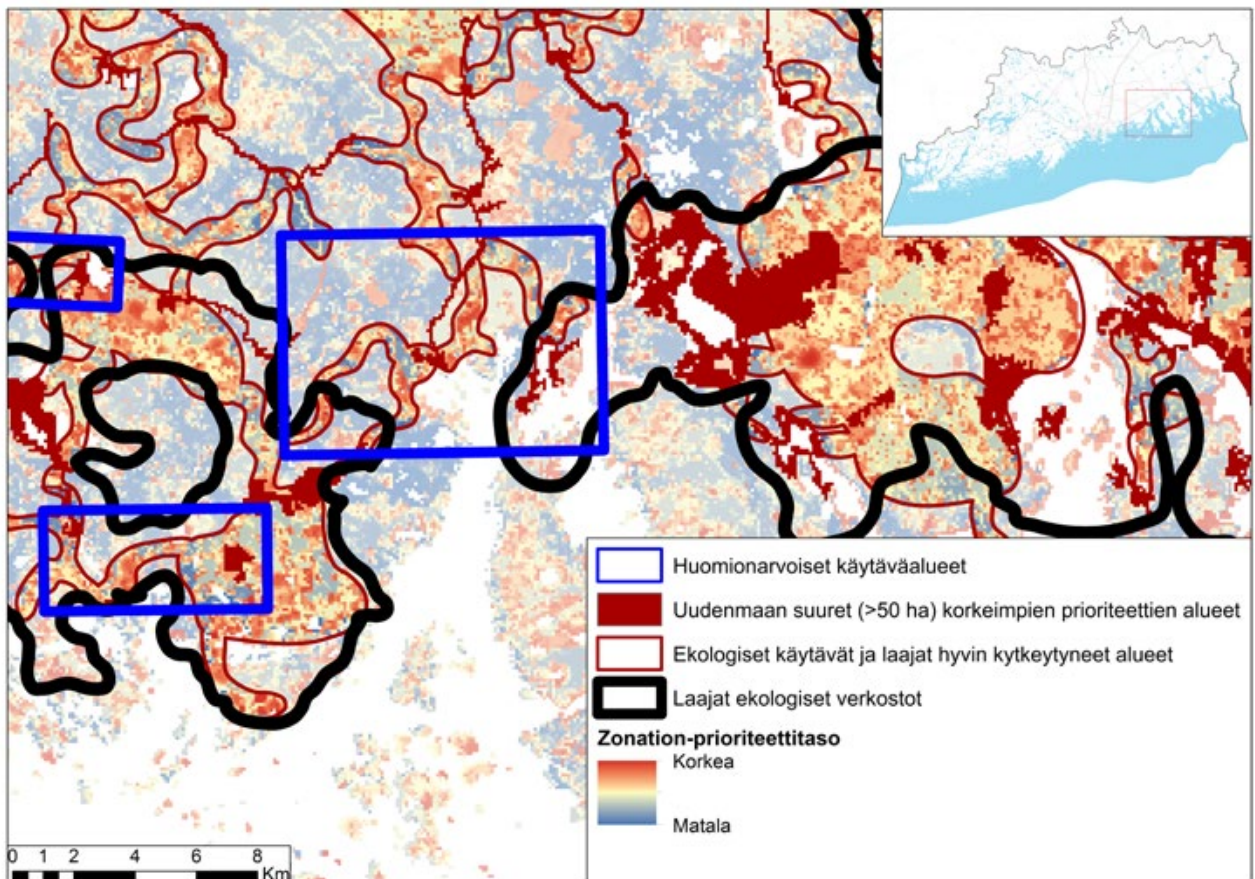 Huomionarvoiset käytäväalueet
Uudenmaan suuret (>50 ha) korkeimpien prioriteettien alueet
Ekologiset käytävät ja laajat hyvin kytkeytyneet alueet
Laajat ekologiset verkostot
Zonation-prioriteettitaso
Korkea
Matala
0 1 2 4 6 8
Km